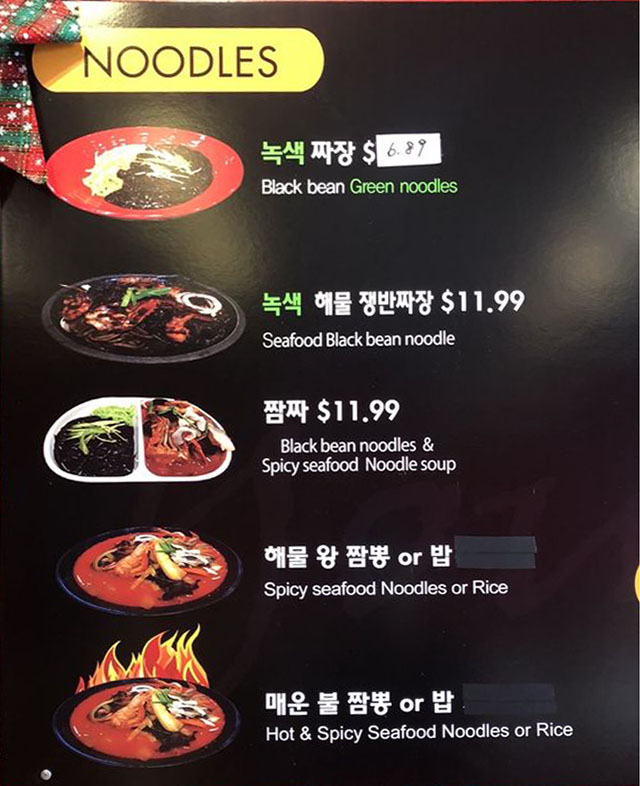 NOODLES
녹색 짜장 $ 6.89
Black bean Green noodles
녹색 해물 쟁반짜장 $11.99
Seafood Black bean noodle
짬짜 $11.99
Black bean noodles &
Spicy seafood Noodle soup
해물 왕 짬뽕 or 밥
Spicy seafood Noodles or Rice
매운 불 짬뽕 or 밥
Hot & Spicy Seafood Noodles or Rice